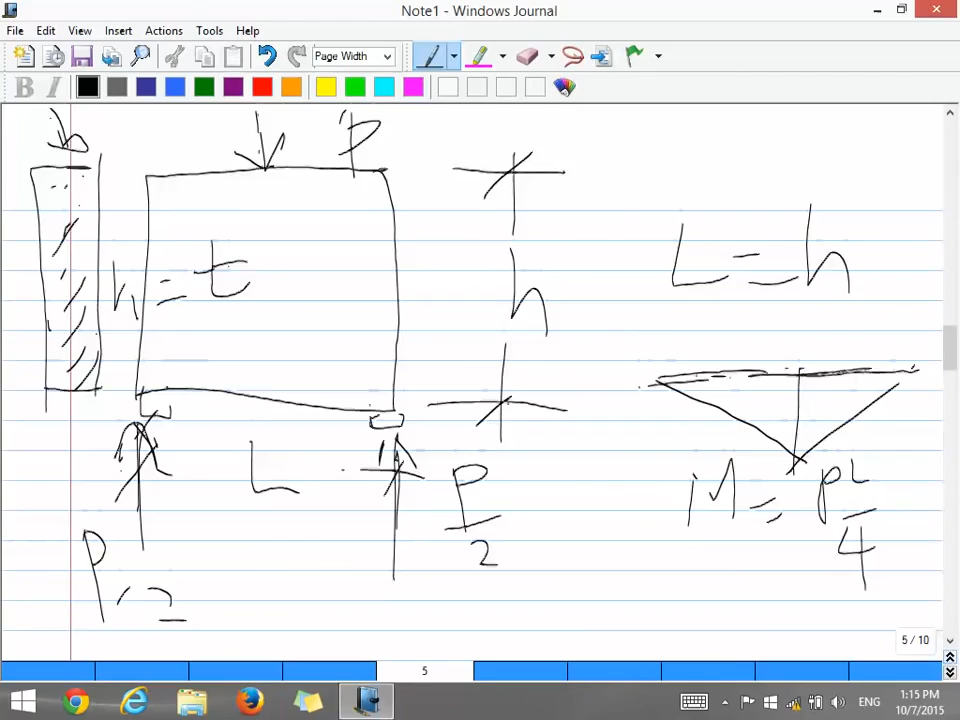 Note1 - Windows Journal
File Edit View Insert Actions Tools Help
Page Width
B I
P
h
L = h
= t
L
P
2
M = PL
4
P
2
5 / 10
5
ENG
1:15 PM
10/7/2015